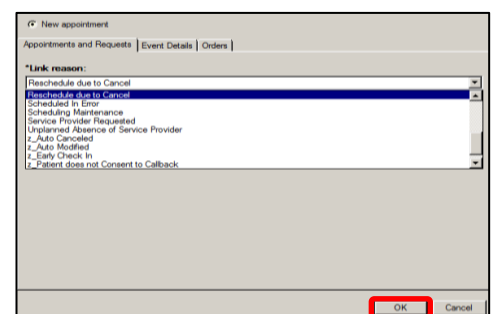 New appointment
Appointments and Requests Event Details Orders
*Link reason:
Reschedule due to Cancel
Reschedule due to Cancel
Scheduled In Error
Scheduling Maintenance
Service Provider Requested
Unplanned Absence of Service Provider
z_Auto Canceled
z_Auto Modified
z_Early Check In
z_Patient does not Consent to Callback
OK Cancel